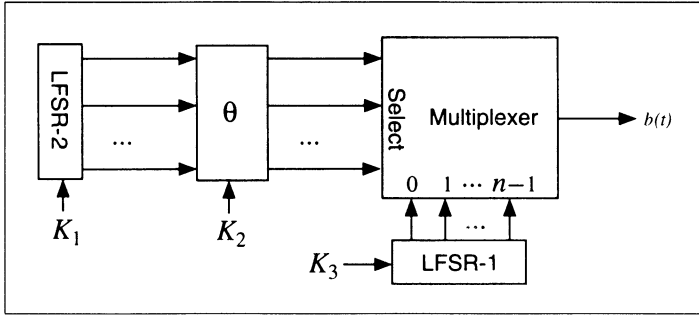 LFSR-2
...
θ
...
Select
Multiplexer
b(t)
0 1 ... n−1
K1
K2
...
K3
LFSR-1